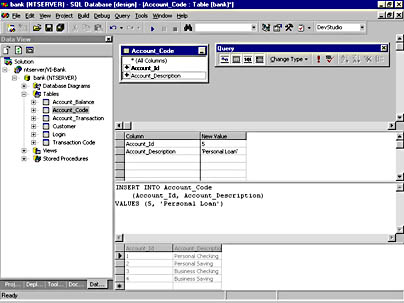 bank (NTSERVER) - SQL Database [design] - [Account_Code : Table (bank)*]
File Edit View Project Tools Window Help
DevStudio
Data View
Solution
ntserver/VI-Bank
bank (NTSERVER)
Database Diagrams
Tables
Account_Balance
Account_Code
Account_Transaction
Customer
Login
Transaction Code
Views
Stored Procedures
Account_Code
* (All Columns)
Account_Id
Account_Description
Query
SQL
Change Type
Column New Value
Account_Id 5
Account_Description 'Personal Loan'
INSERT INTO Account_Code
(Account_Id, Account_Description)
VALUES (5, 'Personal Loan')
Account_Id Account_Descriptio
1 Personal Checking
2 Personal Saving
3 Business Checking
4 Business Saving
Proj... Depl... Tool... Doc... Dat...
Ready